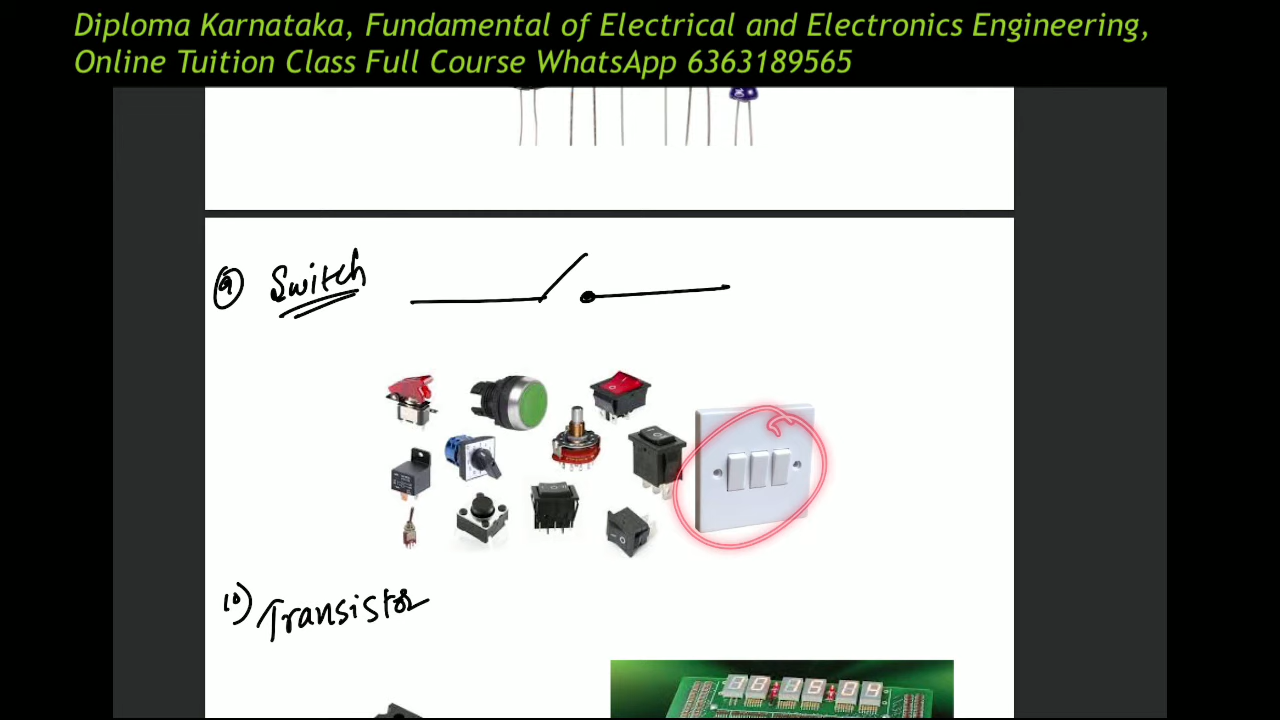 Diploma Karnataka, Fundamental of Electrical and Electronics Engineering,
Online Tuition Class Full Course WhatsApp 6363189565
9) Switch
10) Transistor